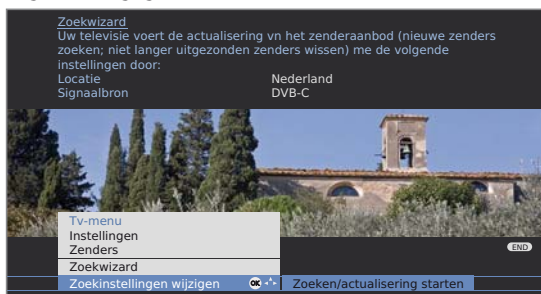 Zoekwizard
Uw televisie voert de actualisering vn het zenderaanbod (nieuwe zenders
zoeken; niet langer uitgezonden zenders wissen) me de volgende
instellingen door:
Locatie Nederland
Signaalbron DVB-C
Tv-menu
Instellingen
Zenders
END
Zoekwizard
Zoekinstellingen wijzigen OK Zoeken/actualisering starten